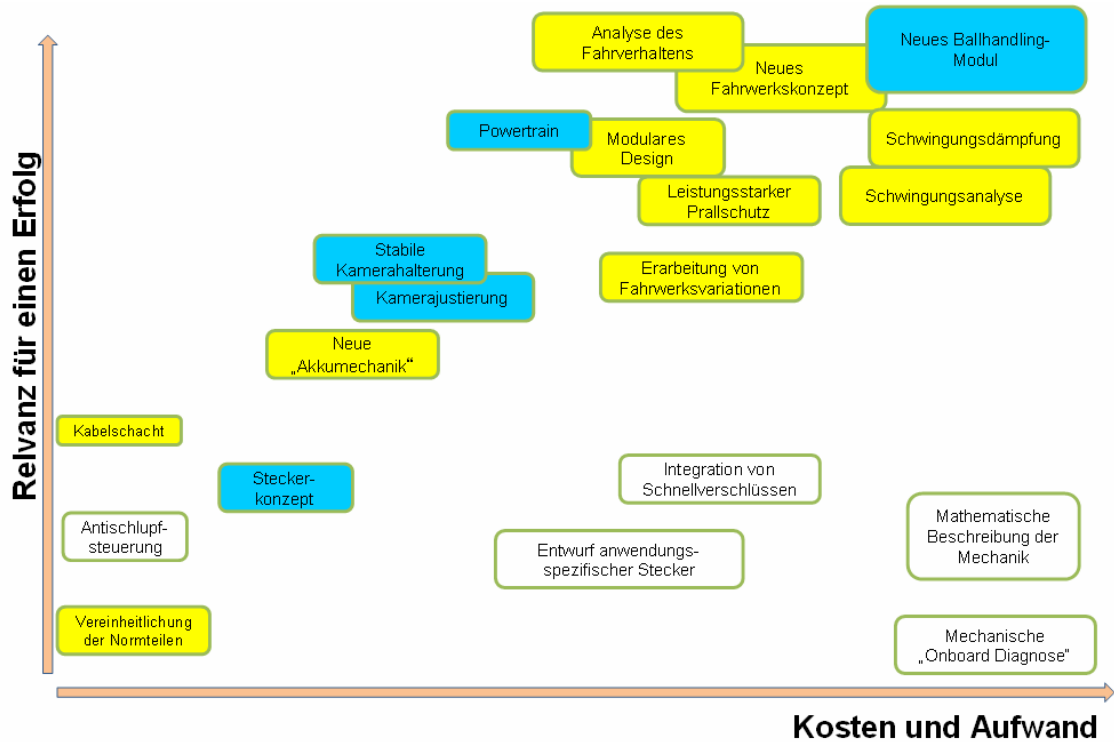 Analyse des
Fahrverhaltens
Neues Ballhandling-
Modul
Neues
Fahrwerkskonzept
Powertrain
Modulares
Design
Schwingungsdämpfung
Leistungsstarker
Prallschutz
Schwingungsanalyse
Stabile
Kamerahalterung
Kamerajustierung
Erarbeitung von
Fahrwerksvariationen
Neue
„Akkumechanik“
Kabelschacht
Stecker-
konzept
Integration von
Schnellverschlüssen
Antischlupf-
steuerung
Entwurf anwendungs-
spezifischer Stecker
Mathematische
Beschreibung der
Mechanik
Vereinheitlichung
der Normteilen
Mechanische
„Onboard Diagnose“
Relvanz für einen Erfolg
Kosten und Aufwand